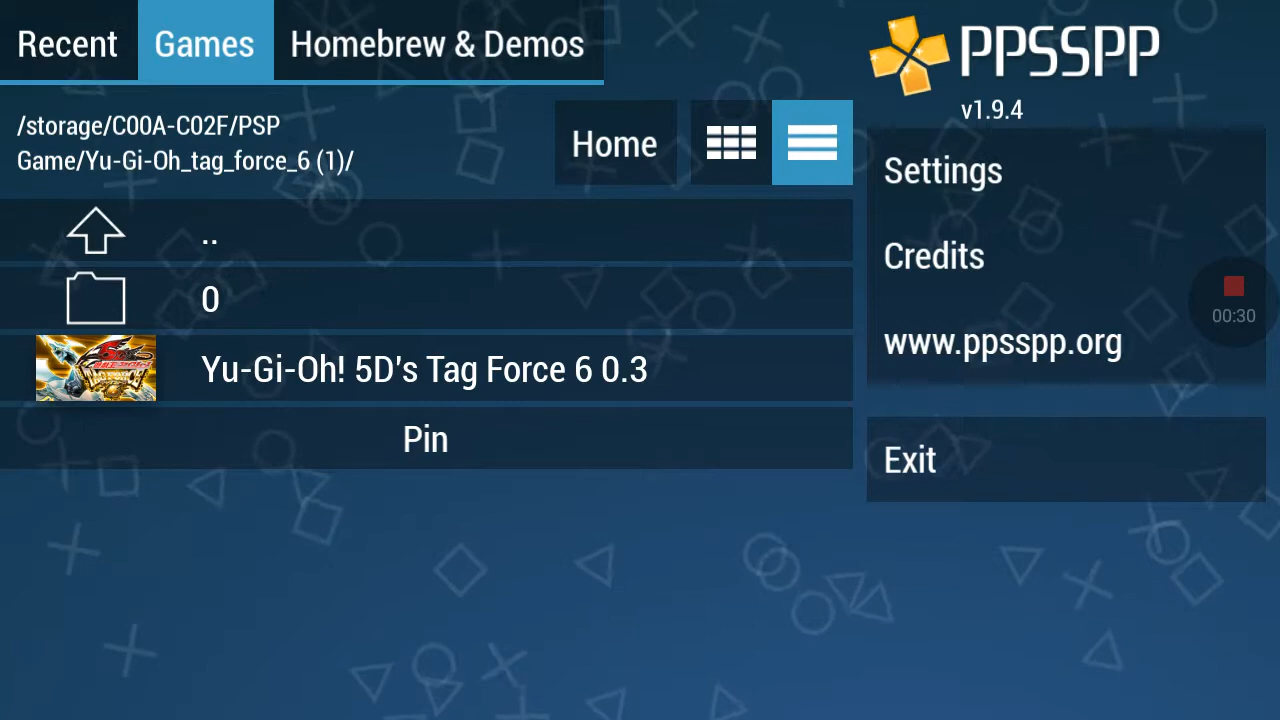 Recent Games Homebrew & Demos
PPSSPP
v1.9.4
/storage/C00A-C02F/PSP
Game/Yu-Gi-Oh_tag_force_6 (1)/
Home
..
0
Yu-Gi-Oh! 5D's Tag Force 6 0.3
Pin
Settings
Credits
www.ppsspp.org
Exit
00:30